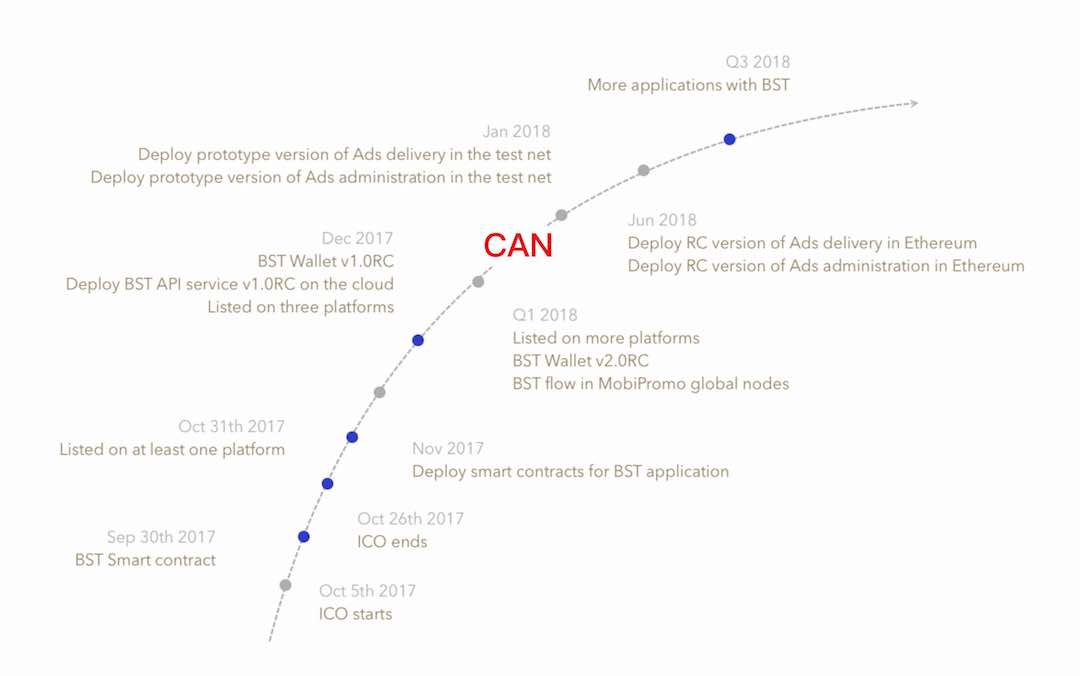 Q3 2018
More applications with BST
Jan 2018
Deploy prototype version of Ads delivery in the test net
Deploy prototype version of Ads administration in the test net
Jun 2018
Deploy RC version of Ads delivery in Ethereum
Deploy RC version of Ads administration in Ethereum
CAN
Dec 2017
BST Wallet v1.0RC
Deploy BST API service v1.0RC on the cloud
Listed on three platforms
Q1 2018
Listed on more platforms
BST Wallet v2.0RC
BST flow in MobiPromo global nodes
Oct 31th 2017
Listed on at least one platform
Nov 2017
Deploy smart contracts for BST application
Oct 26th 2017
ICO ends
Sep 30th 2017
BST Smart contract
Oct 5th 2017
ICO starts